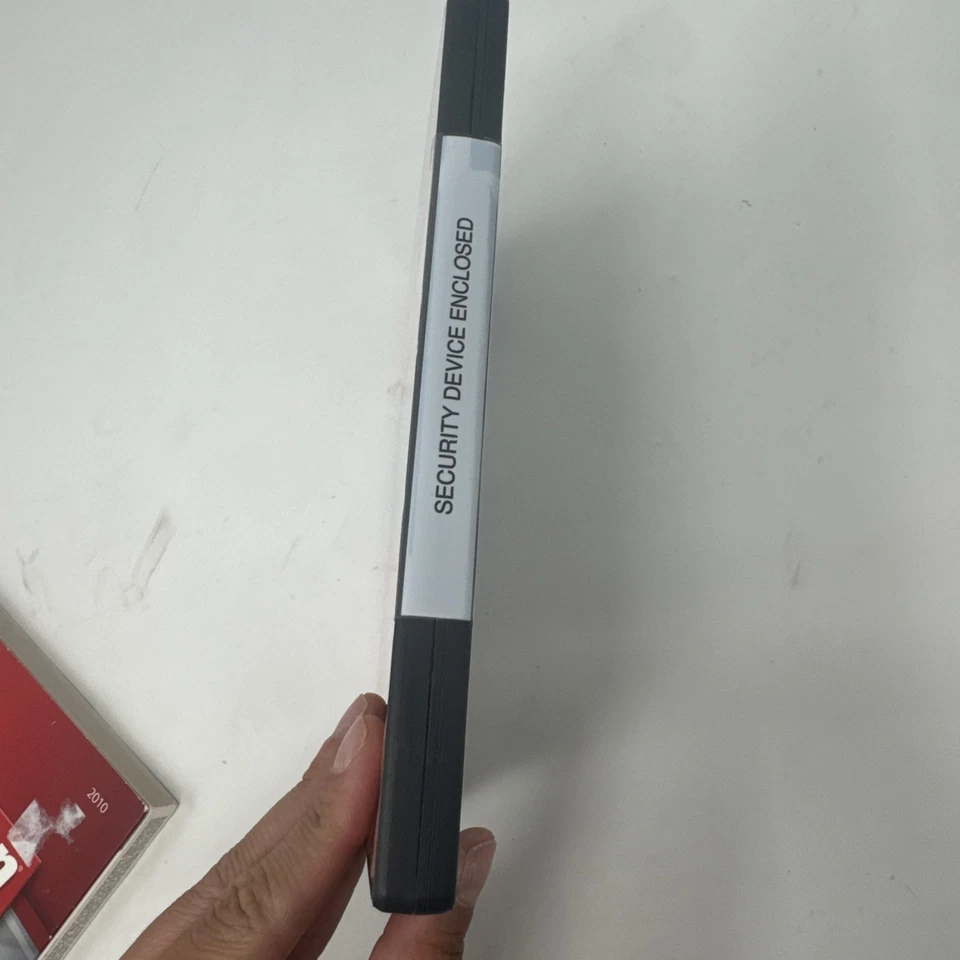 SECURITY DEVICE ENCLOSED
2010